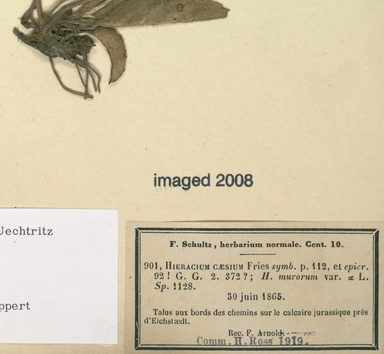 imaged 2008
Uechtritz
ppert
F. Schultz, herbarium normale. Cent. 10.
901, HIERACIUM CÆSIUM Fries symb. p. 112, et epicr.
92! G. G. 2. 372?; H. murorum var. α L.
Sp. 1128.
30 juin 1865.
Talus aux bords des chemins sur le calcaire jurassique près
d'Eichstædt.
Rec. F. Arnold.
Comm. H. Ross 1919.